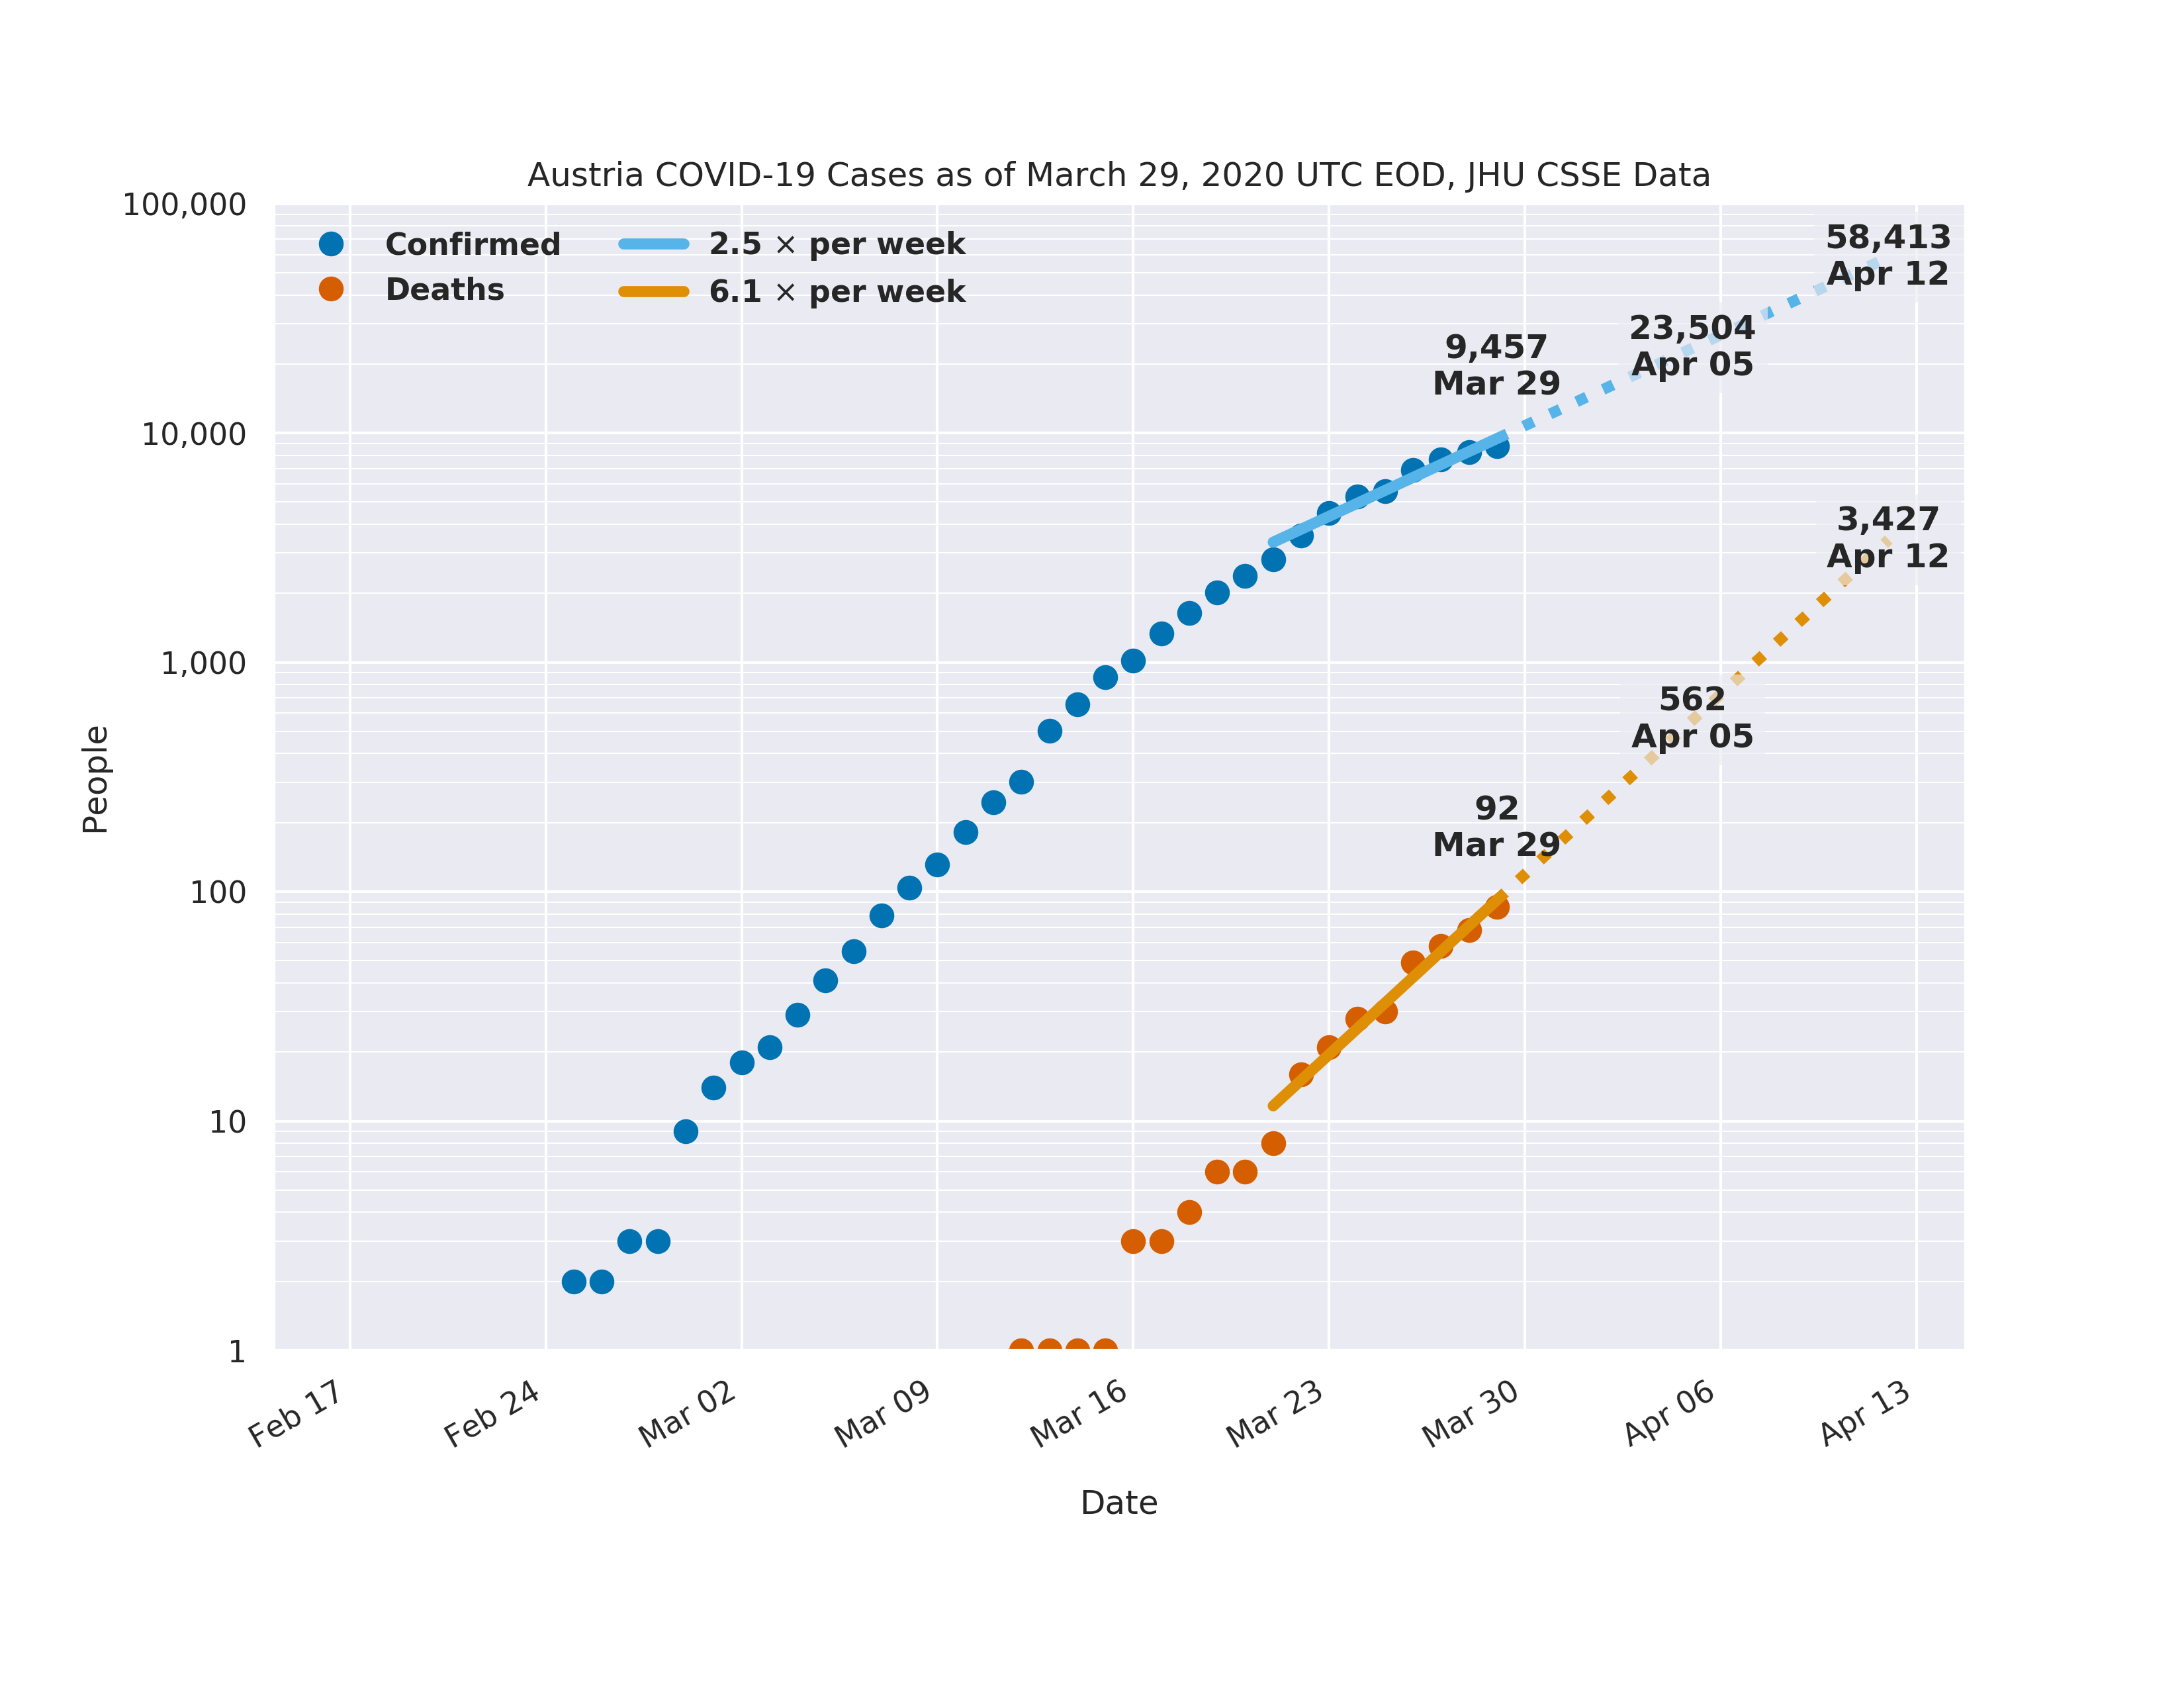 Austria COVID-19 Cases as of March 29, 2020 UTC EOD, JHU CSSE Data
100,000
10,000
1,000
100
10
1
People
Confirmed
Deaths
2.5 × per week
6.1 × per week
9,457
Mar 29
23,504
Apr 05
58,413
Apr 12
92
Mar 29
562
Apr 05
3,427
Apr 12
Feb 17
Feb 24
Mar 02
Mar 09
Mar 16
Mar 23
Mar 30
Apr 06
Apr 13
Date